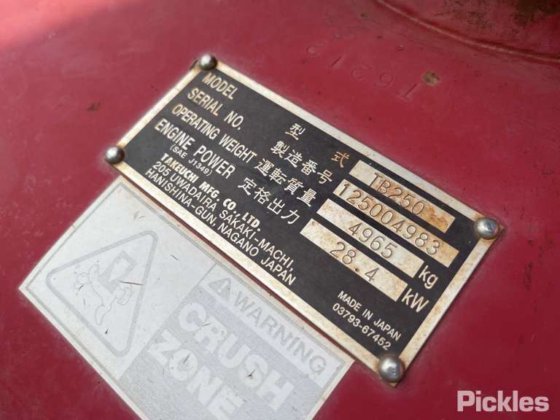 MODEL 型式 TB260
SERIAL NO. 製造番号 125004983
OPERATING WEIGHT 運転質量 4965 kg
ENGINE POWER 定格出力 28.4 kW
(SAE J1349)
TAKEUCHI MFG CO., LTD.
205 UWADAIRA, SAKAKI-MACHI,
HANISHINA-GUN, NAGANO JAPAN
MADE IN JAPAN
03793-67452
WARNING
CRUSH
ZONE
Pickles